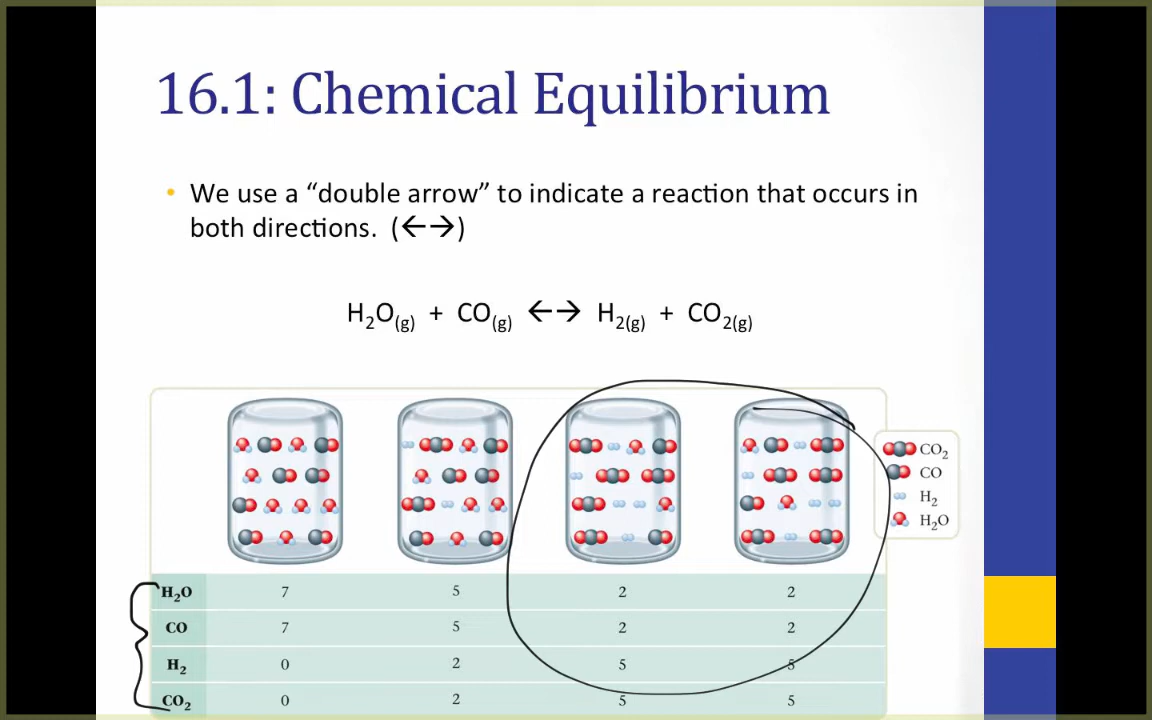 16.1: Chemical Equilibrium
• We use a “double arrow” to indicate a reaction that occurs in
both directions. (←→)
H₂O(g) + CO(g) ←→ H₂(g) + CO₂(g)
CO₂
CO
H₂
H₂O
H₂O 7 5 2 2
CO 7 5 2 2
H₂ 0 2 5 5
CO₂ 0 2 5 5